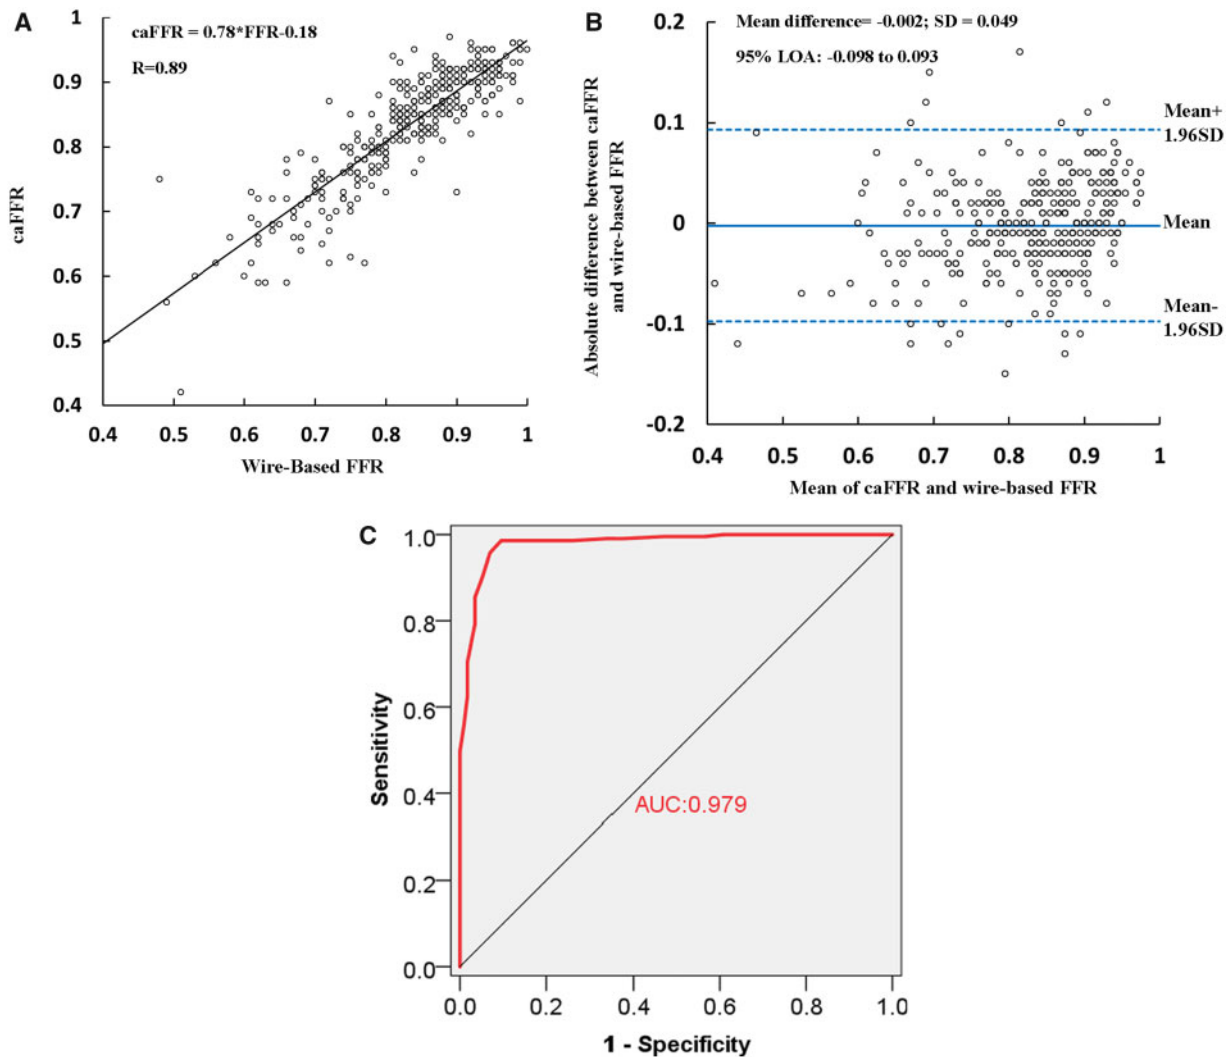 A
caFFR = 0.78*FFR-0.18
R=0.89
1
0.9
0.8
0.7
0.6
0.5
0.4
caFFR
0.4 0.5 0.6 0.7 0.8 0.9 1
Wire-Based FFR
B
Mean difference= -0.002; SD = 0.049
95% LOA: -0.098 to 0.093
0.2
0.1
0
-0.1
-0.2
Absolute difference between caFFR
and wire-based FFR
Mean+
1.96SD
Mean
Mean-
1.96SD
0.4 0.5 0.6 0.7 0.8 0.9 1
Mean of caFFR and wire-based FFR
C
1.0
0.8
0.6
0.4
0.2
0.0
Sensitivity
AUC:0.979
0.0 0.2 0.4 0.6 0.8 1.0
1 - Specificity